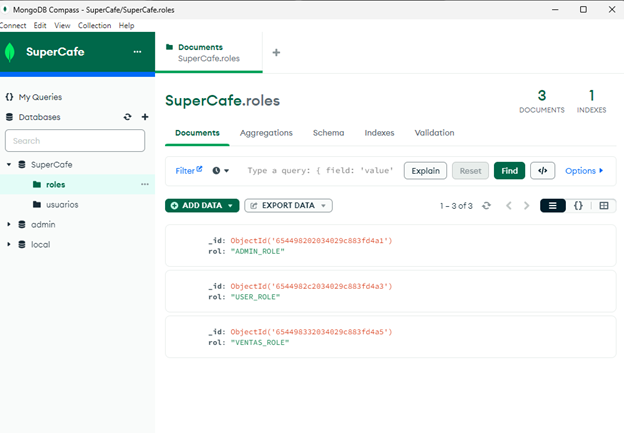 MongoDB Compass - SuperCafe/SuperCafe.roles
Connect Edit View Collection Help
SuperCafe ...
Documents
SuperCafe.roles
{} My Queries
Databases
Search
SuperCafe
roles ...
usuarios
admin
local
SuperCafe.roles
3 DOCUMENTS
1 INDEXES
Documents Aggregations Schema Indexes Validation
Filter Type a query: { field: 'value' Explain Reset Find </> Options
ADD DATA EXPORT DATA 1 – 3 of 3 {}
_id: ObjectId('654498202034029c883fd4a1')
rol: "ADMIN_ROLE"
_id: ObjectId('6544982c2034029c883fd4a3')
rol: "USER_ROLE"
_id: ObjectId('654498332034029c883fd4a5')
rol: "VENTAS_ROLE"